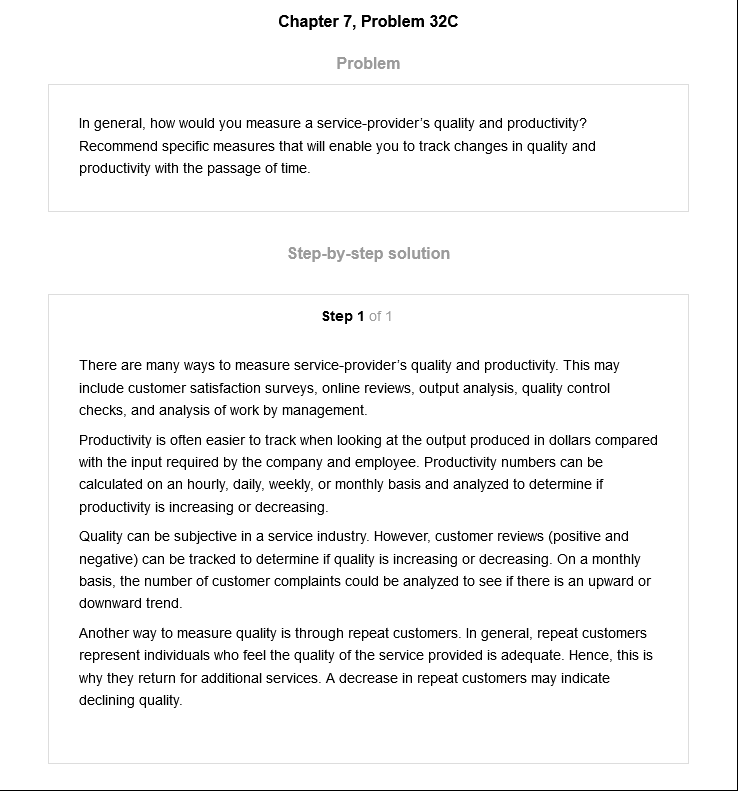 Chapter 7, Problem 32C
Problem
In general, how would you measure a service-provider's quality and productivity?
Recommend specific measures that will enable you to track changes in quality and
productivity with the passage of time.
Step-by-step solution
Step 1 of 1
There are many ways to measure service-provider's quality and productivity. This may
include customer satisfaction surveys, online reviews, output analysis, quality control
checks, and analysis of work by management.
Productivity is often easier to track when looking at the output produced in dollars compared
with the input required by the company and employee. Productivity numbers can be
calculated on an hourly, daily, weekly, or monthly basis and analyzed to determine if
productivity is increasing or decreasing.
Quality can be subjective in a service industry. However, customer reviews (positive and
negative) can be tracked to determine if quality is increasing or decreasing. On a monthly
basis, the number of customer complaints could be analyzed to see if there is an upward or
downward trend.
Another way to measure quality is through repeat customers. In general, repeat customers
represent individuals who feel the quality of the service provided is adequate. Hence, this is
why they return for additional services. A decrease in repeat customers may indicate
declining quality.